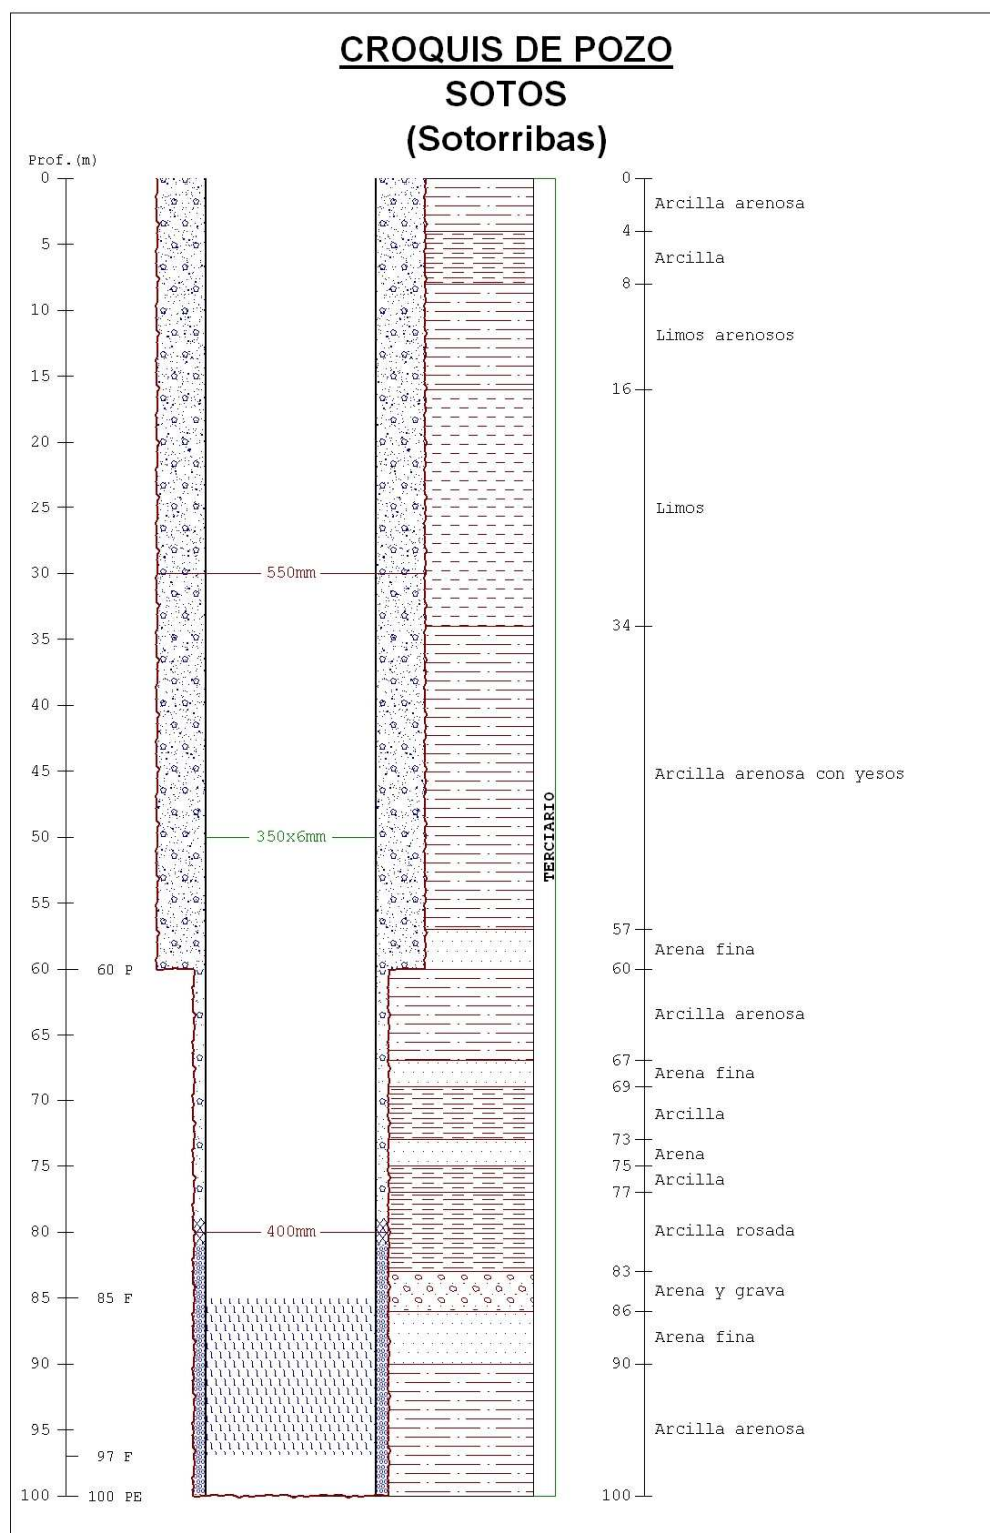 CROQUIS DE POZO
SOTOS
(Sotorribas)
Prof.(m)
0 0
Arcilla arenosa
4
5
Arcilla
8
10
Limos arenosos
15
16
20
25
Limos
30
550mm
34
35
40
45
Arcilla arenosa con yesos
50
350x6mm
TERCIARIO
55
57
Arena fina
60 60 P 60
Arcilla arenosa
65
67
Arena fina
69
70
Arcilla
73
Arena
75 75
Arcilla
77
80 400mm
Arcilla rosada
83
85 85 F
Arena y grava
86
Arena fina
90 90
95
Arcilla arenosa
97 F
100 100 PE 100